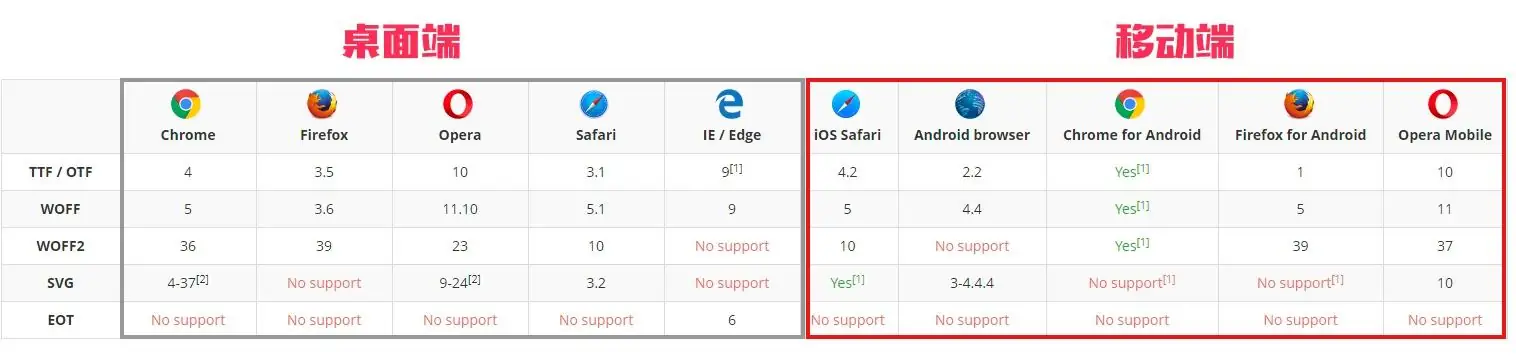 桌面端 移动端
Chrome Firefox Opera Safari IE / Edge iOS Safari Android browser Chrome for Android Firefox for Android Opera Mobile
TTF / OTF 4 3.5 10 3.1 9[1] 4.2 2.2 Yes[1] 1 10
WOFF 5 3.6 11.10 5.1 9 5 4.4 Yes[1] 5 11
WOFF2 36 39 23 10 No support 10 No support Yes[1] 39 37
SVG 4-37[2] No support 9-24[2] 3.2 No support Yes[1] 3-4.4.4 No support[1] No support[1] 10
EOT No support No support No support No support 6 No support No support No support No support No support